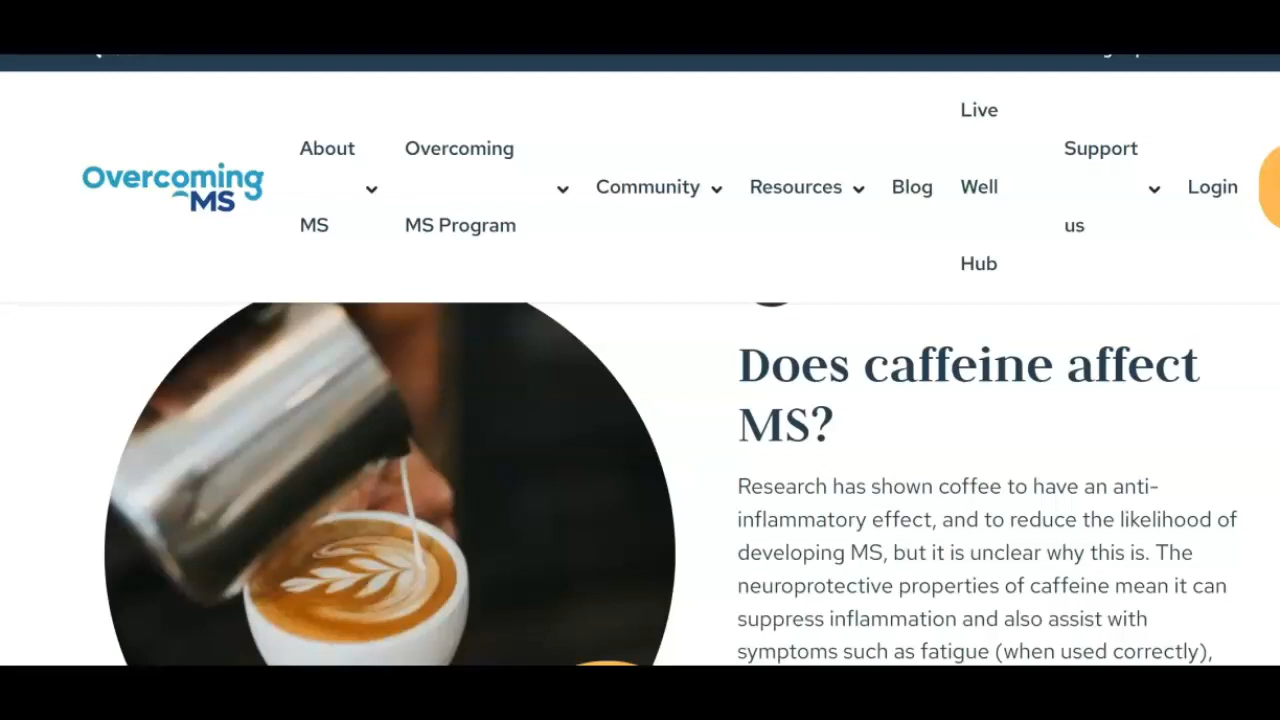 Overcoming
MS
About
MS
Overcoming
MS Program
Community
Resources
Blog
Live
Well
Hub
Support
us
Login
Does caffeine affect
MS?
Research has shown coffee to have an anti-
inflammatory effect, and to reduce the likelihood of
developing MS, but it is unclear why this is. The
neuroprotective properties of caffeine mean it can
suppress inflammation and also assist with
symptoms such as fatigue (when used correctly),